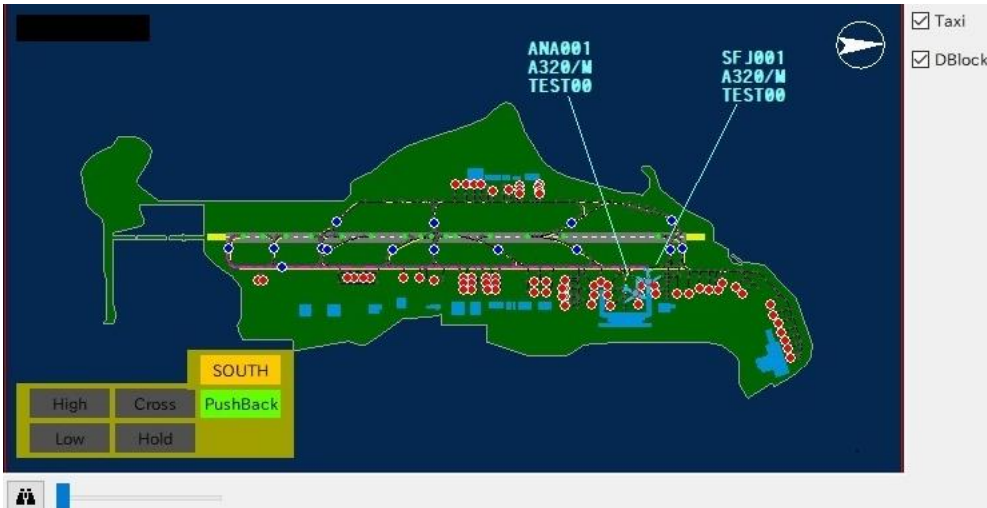 Taxi
DBlock
ANA001
A320/M
TEST00
SFJ001
A320/M
TEST00
SOUTH
High
Cross
PushBack
Low
Hold